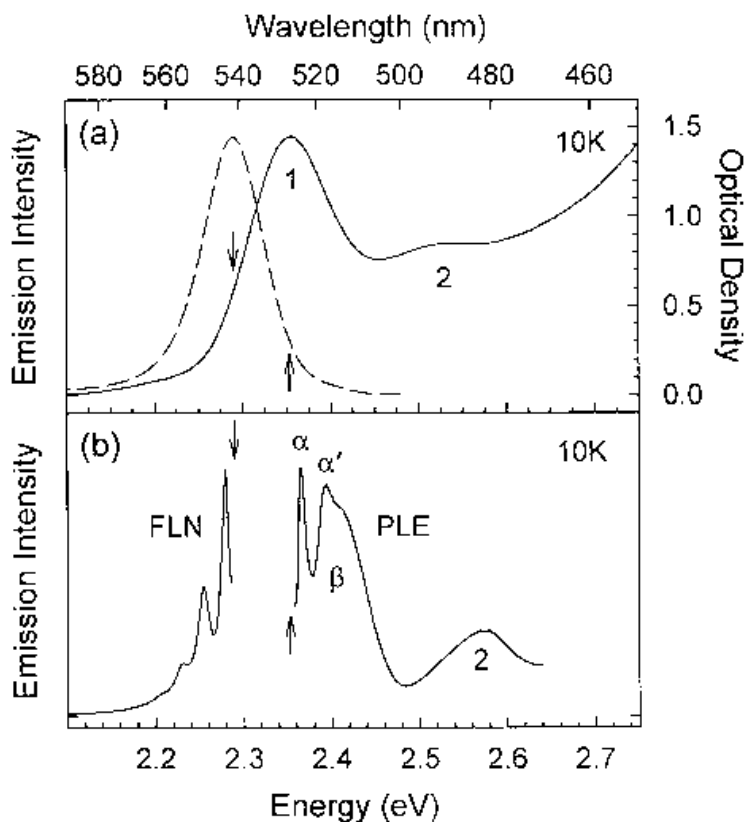 Wavelength (nm)
580 560 540 520 500 480 460
(a)
10K
1
2
Emission Intensity
1.5
1.0
0.5
0.0
Optical Density
(b)
α
α′
10K
FLN
PLE
β
2
Emission Intensity
2.2 2.3 2.4 2.5 2.6 2.7
Energy (eV)